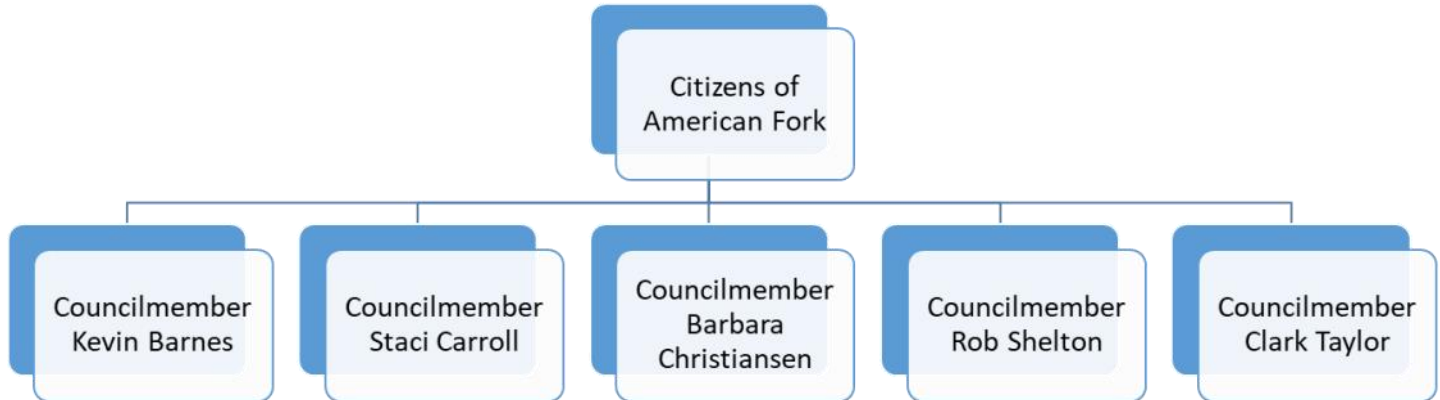 Citizens of
American Fork
Councilmember
Kevin Barnes
Councilmember
Staci Carroll
Councilmember
Barbara
Christiansen
Councilmember
Rob Shelton
Councilmember
Clark Taylor